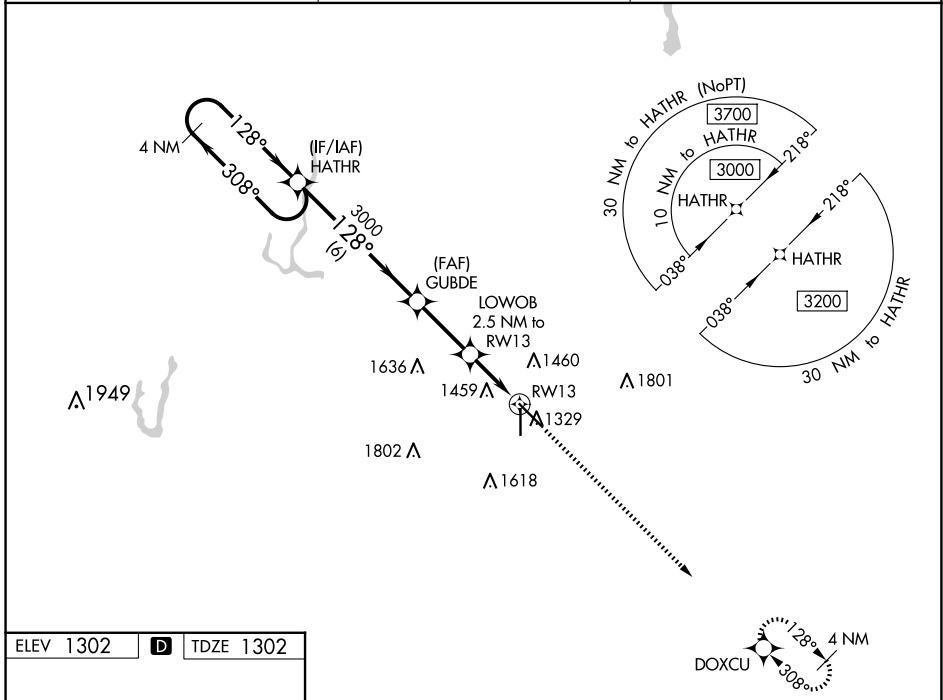 30 NM to HATHR (NoPT)
3700
10 NM to HATHR
3000
218°
HATHR
038°
218°
HATHR
038°
3200
30 NM to HATHR
4 NM
128°
308°
(IF/IAF)
HATHR
3000
128°
(6)
(FAF)
GUBDE
LOWOB
2.5 NM to
RW13
1636
1460
1459
1801
RW13
1949
1329
1802
1618
ELEV 1302
D
TDZE 1302
DOXCU
128°
4 NM
308°